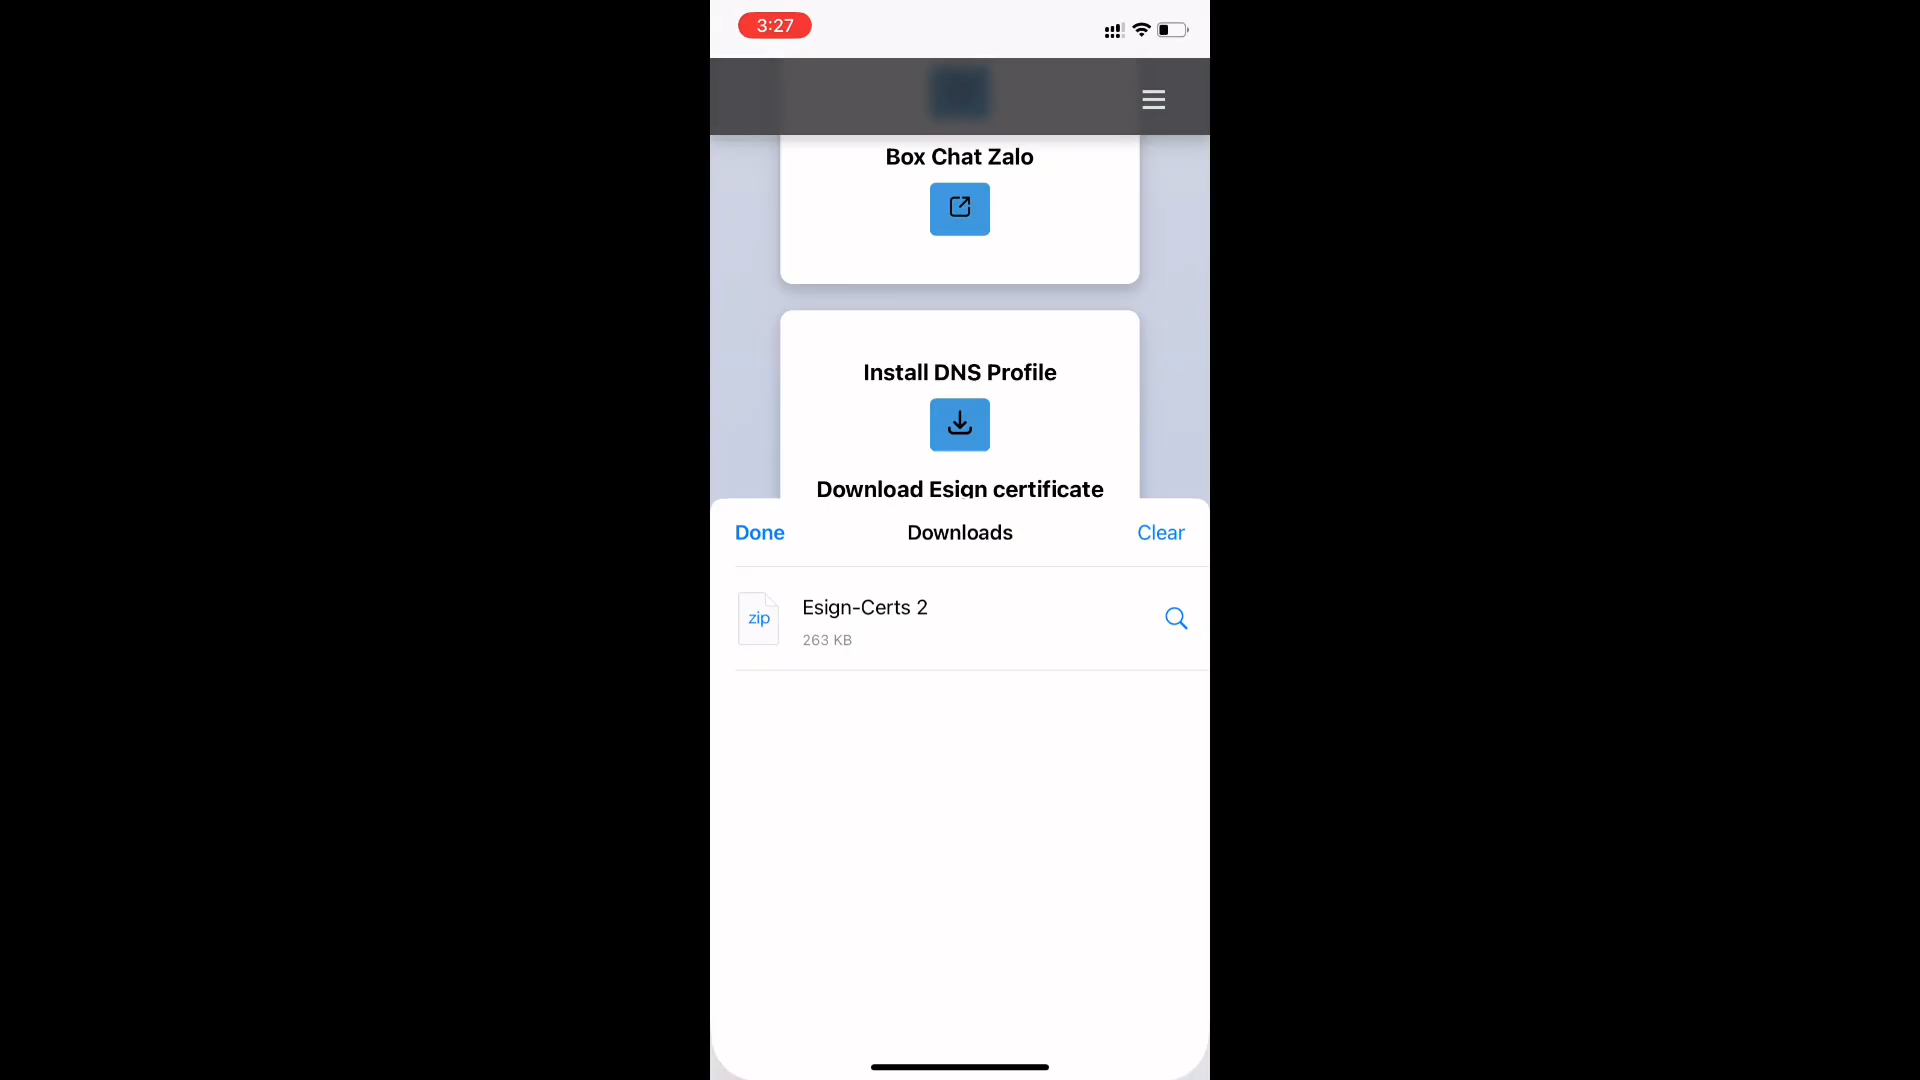 3:27
Box Chat Zalo
Install DNS Profile
Download Esign certificate
Done
Downloads
Clear
zip
Esign-Certs 2
263 KB